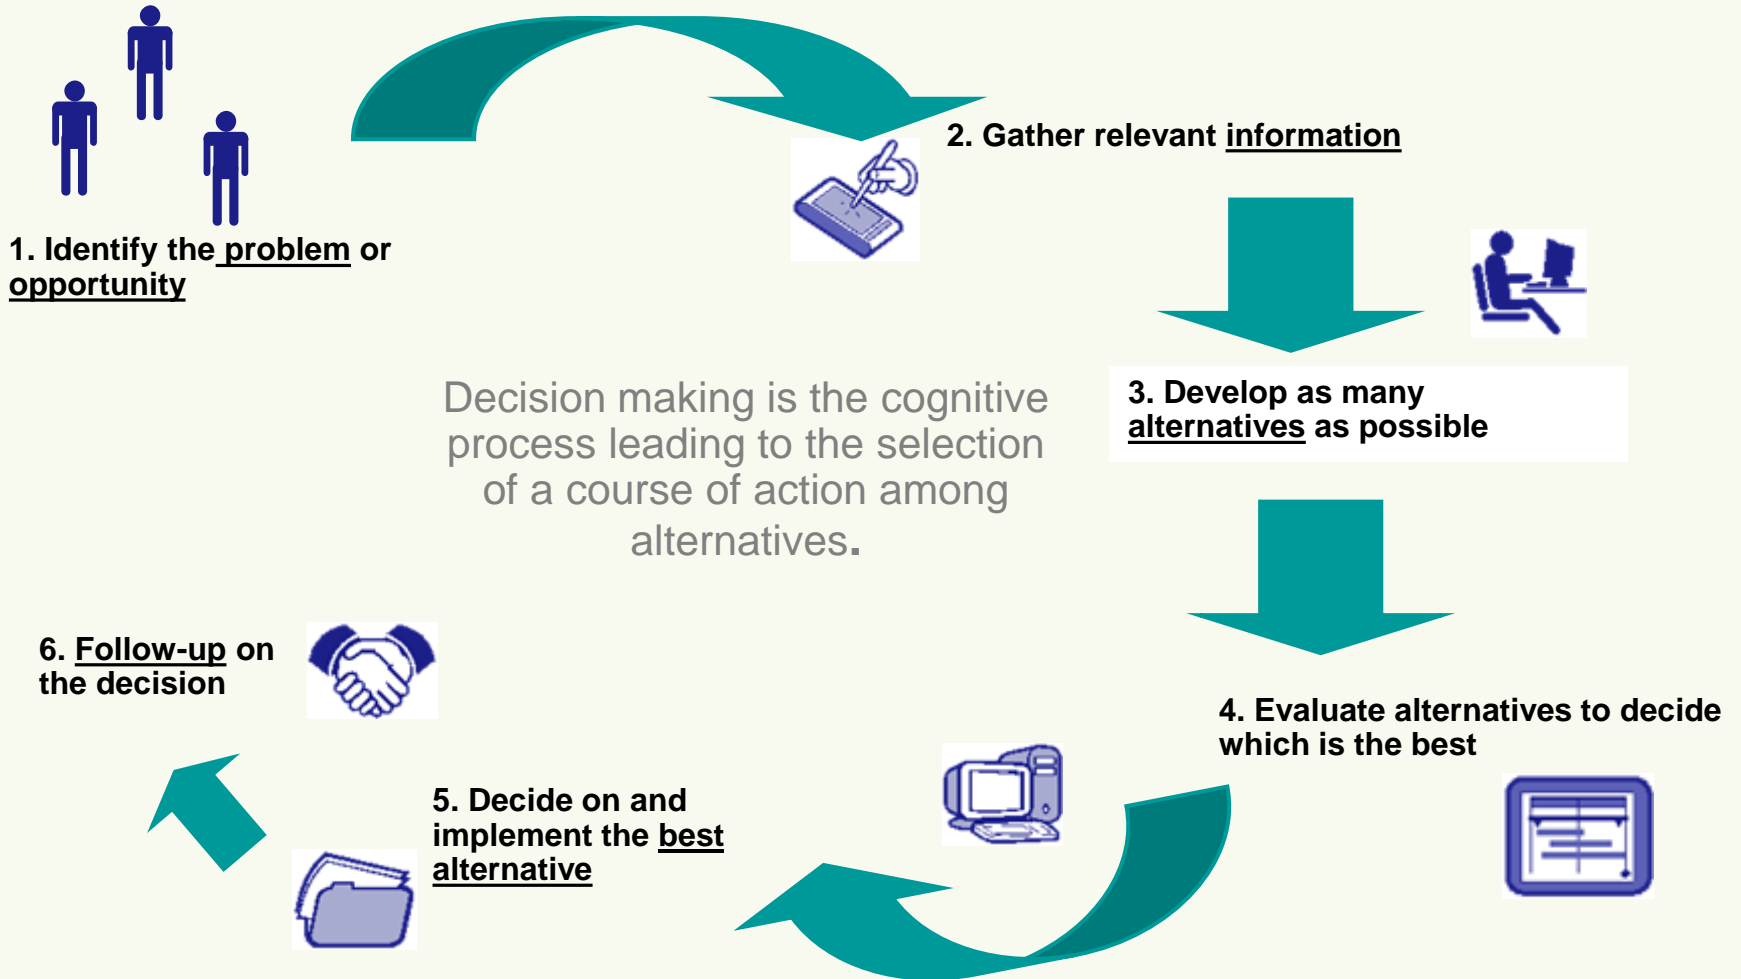 1. Identify the problem or
opportunity
2. Gather relevant information
3. Develop as many
alternatives as possible
Decision making is the cognitive
process leading to the selection
of a course of action among
alternatives.
4. Evaluate alternatives to decide
which is the best
5. Decide on and
implement the best
alternative
6. Follow-up on
the decision